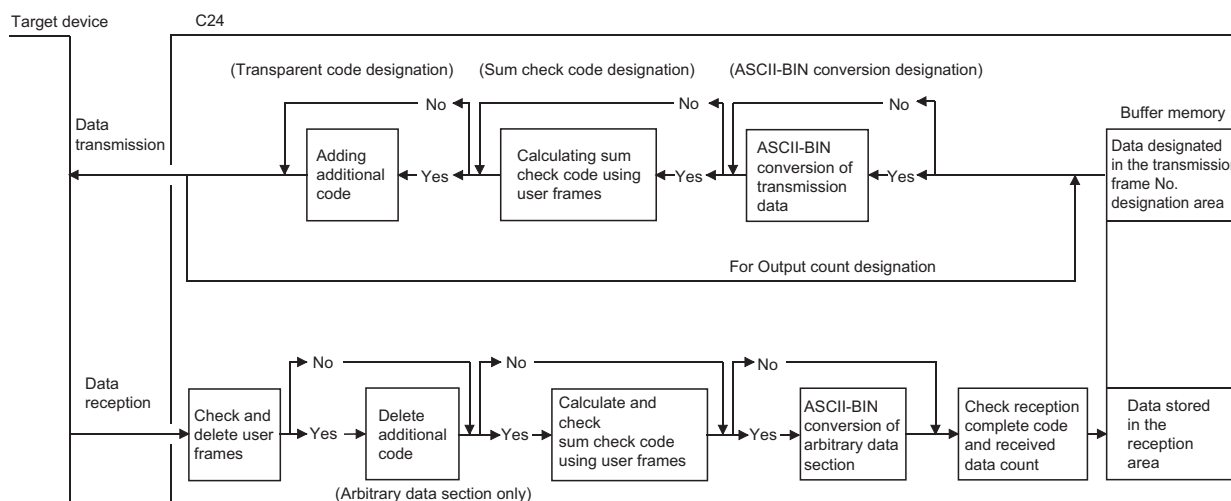 Target device
C24
(Transparent code designation)
(Sum check code designation)
(ASCII-BIN conversion designation)
No
No
No
Buffer memory
Data
transmission
Adding
additional
code
Yes
Calculating sum
check code using
user frames
Yes
ASCII-BIN
conversion of
transmission
data
Yes
Data designated
in the transmission
frame No.
designation area
For Output count designation
No
No
No
Data
reception
Check and
delete user
frames
Yes
Delete
additional
code
Yes
Calculate and
check
sum check code
using user frames
Yes
ASCII-BIN
conversion of
arbitrary data
section
Check reception
complete code
and received
data count
Data stored
in the
reception
area
(Arbitrary data section only)